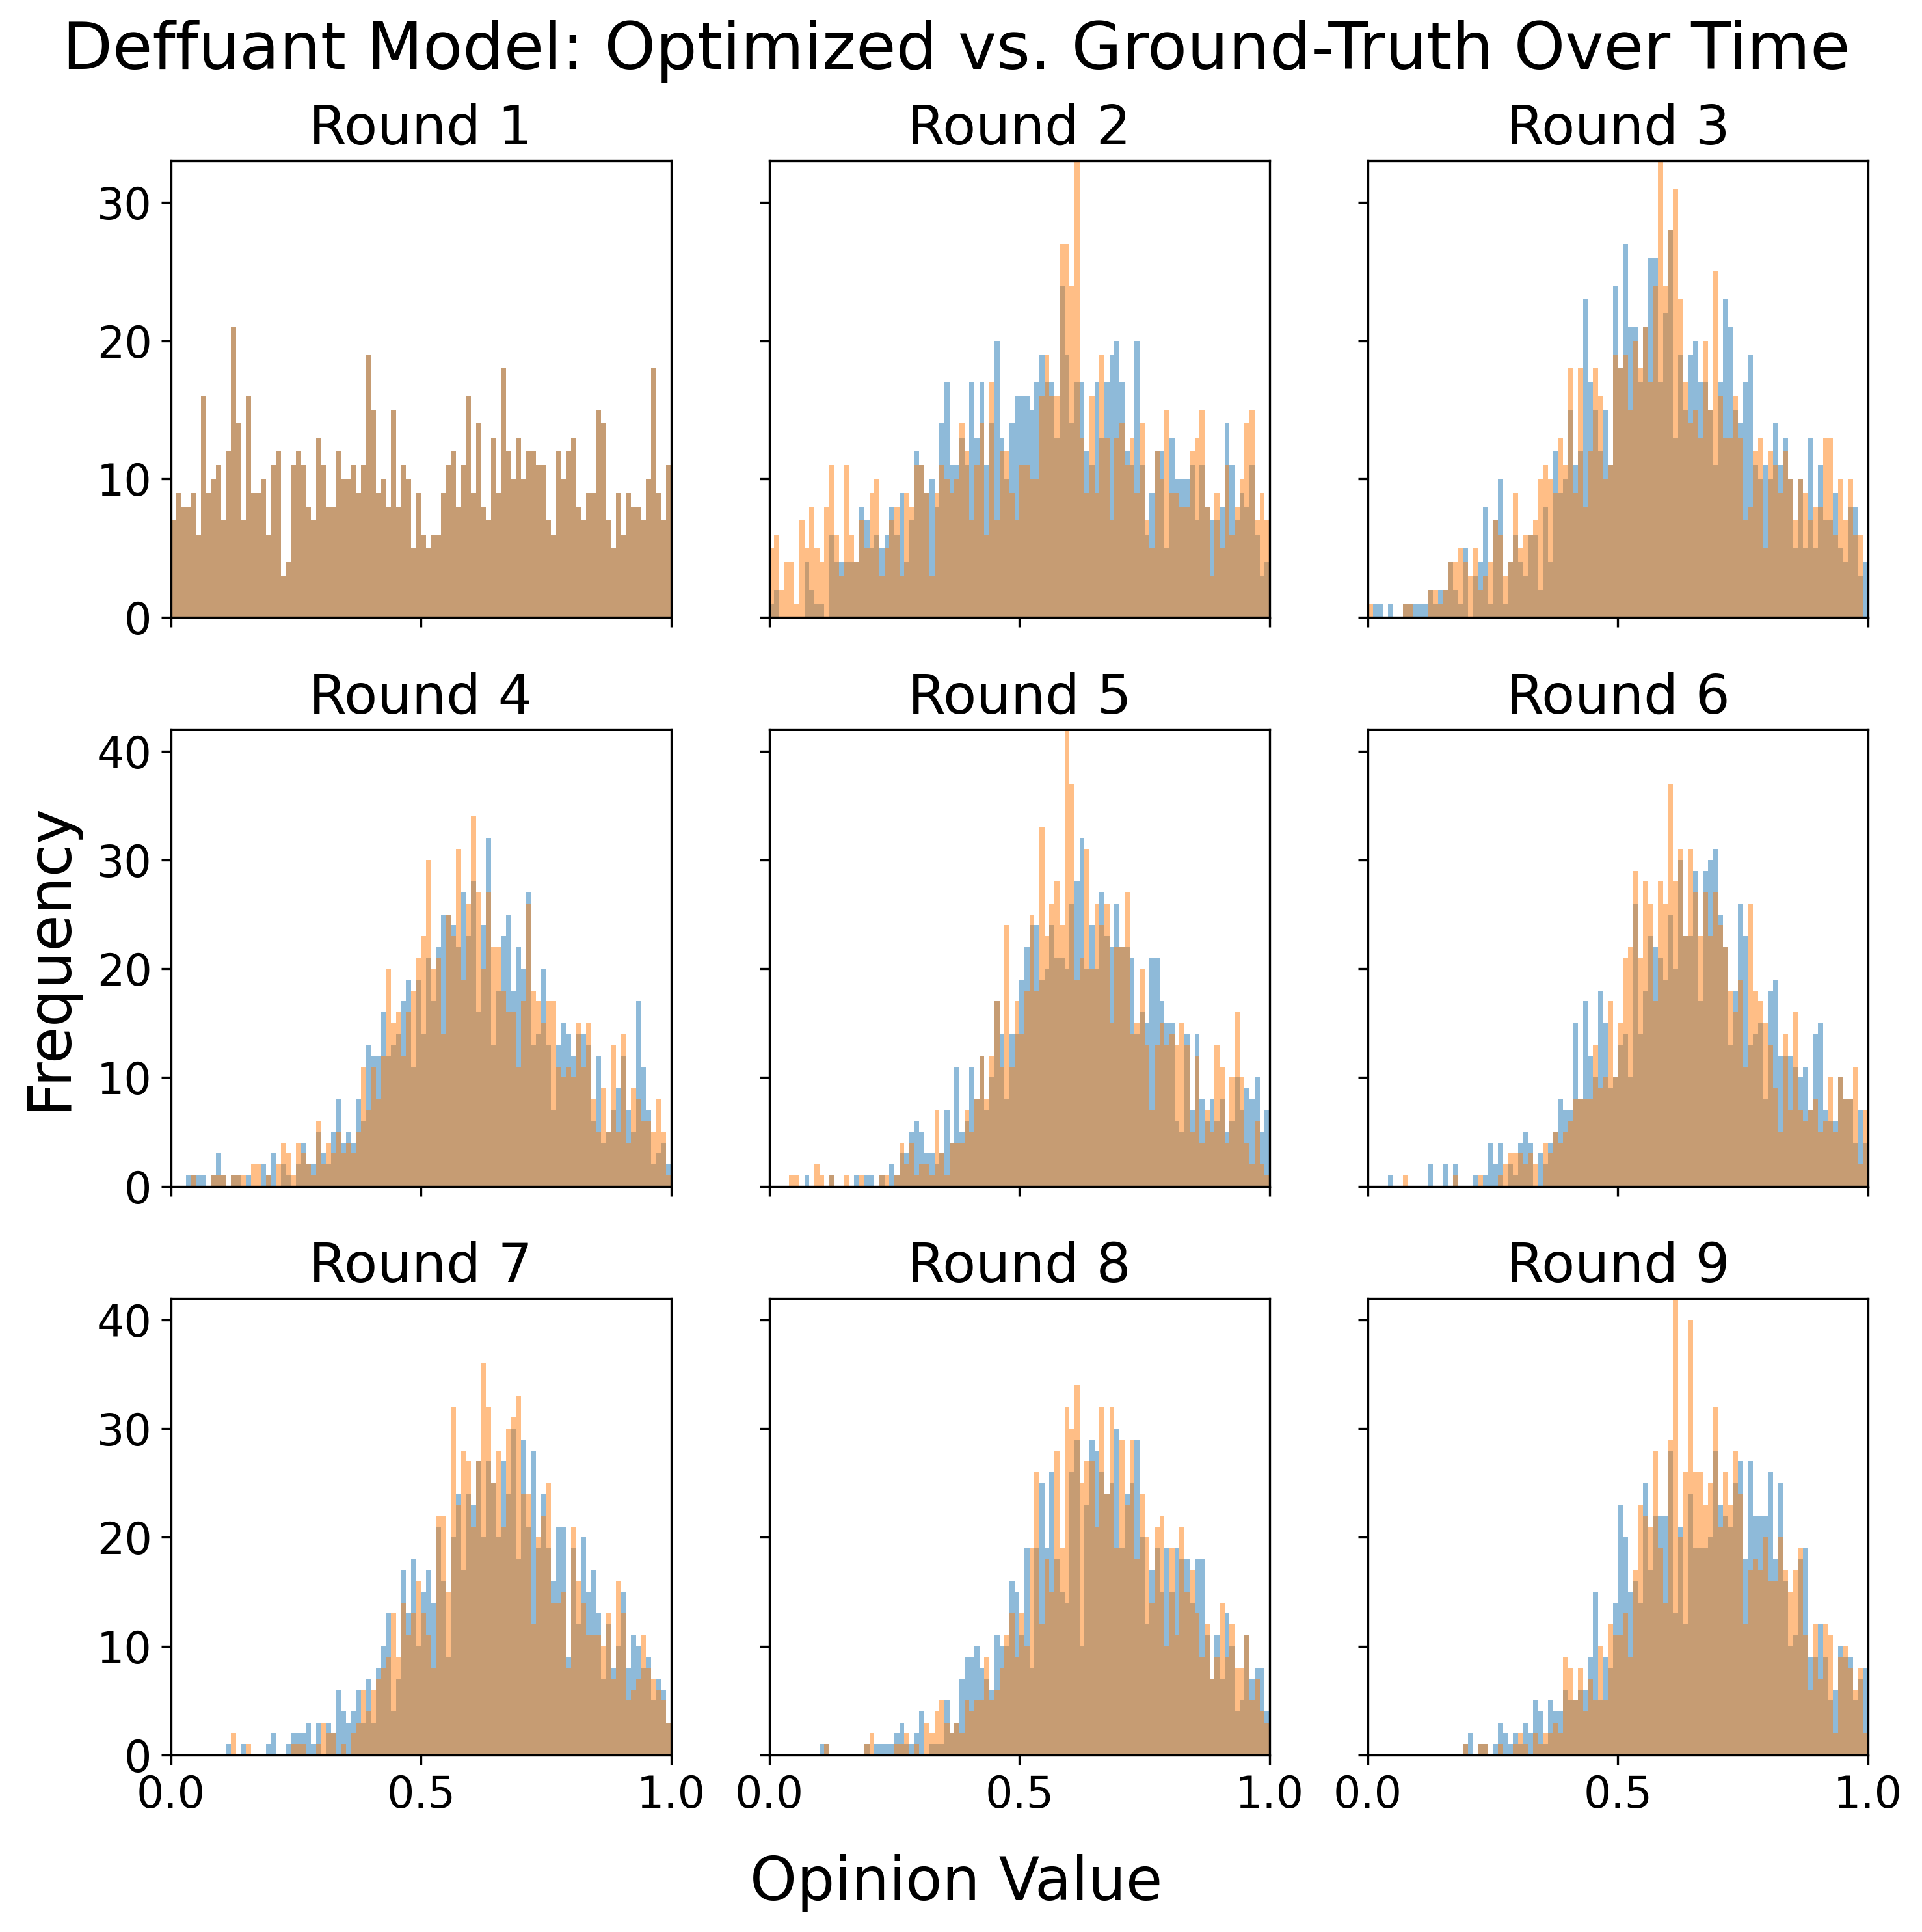 Deffuant Model: Optimized vs. Ground-Truth Over Time
Round 1
Round 2
Round 3
30
20
10
0
Round 4
Round 5
Round 6
40
30
20
10
0
Frequency
Round 7
Round 8
Round 9
40
30
20
10
0
0.0 0.5 1.0
0.0 0.5 1.0
0.0 0.5 1.0
Opinion Value